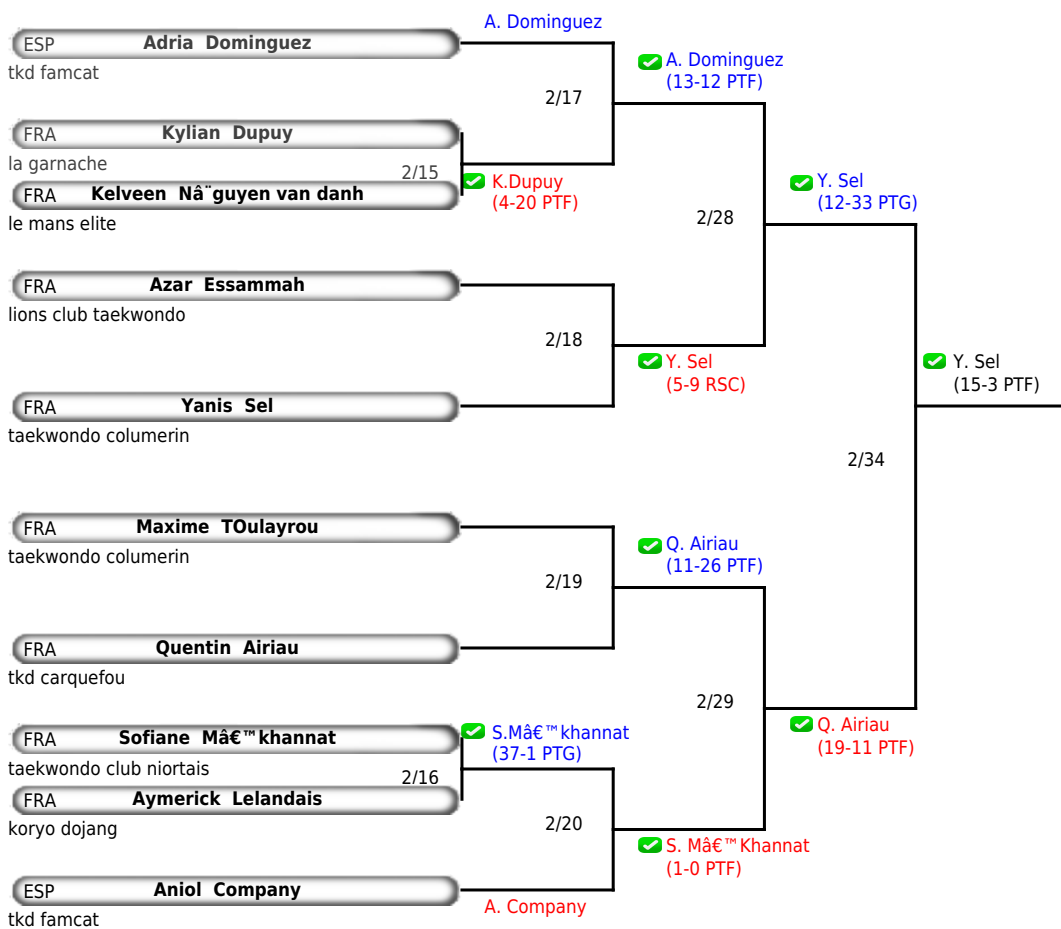 A. Dominguez
ESP Adria Dominguez
tkd famcat
A. Dominguez
(13-12 PTF)
2/17
FRA Kylian Dupuy
la garnache
2/15
K.Dupuy
(4-20 PTF)
FRA Kelveen Nâ¨guyen van danh
le mans elite
Y. Sel
(12-33 PTG)
2/28
FRA Azar Essammah
lions club taekwondo
2/18
Y. Sel
(5-9 RSC)
Y. Sel
(15-3 PTF)
FRA Yanis Sel
taekwondo columerin
2/34
FRA Maxime TOulayrou
taekwondo columerin
Q. Airiau
(11-26 PTF)
2/19
FRA Quentin Airiau
tkd carquefou
2/29
Q. Airiau
(19-11 PTF)
FRA Sofiane Mâ€™khannat
taekwondo club niortais
S.Mâ€™khannat
(37-1 PTG)
2/16
FRA Aymerick Lelandais
koryo dojang
2/20
S. Mâ€™Khannat
(1-0 PTF)
ESP Aniol Company
tkd famcat
A. Company